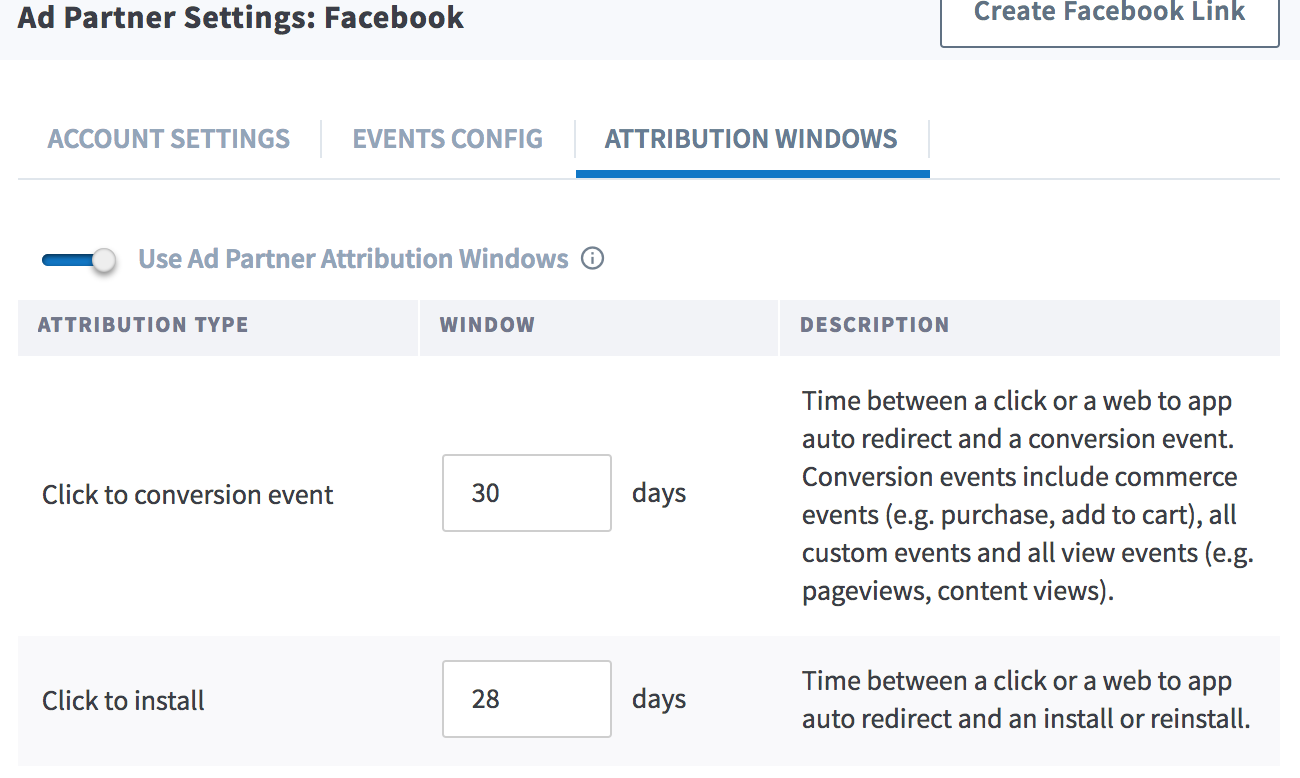 Ad Partner Settings: Facebook
Create Facebook Link
ACCOUNT SETTINGS
EVENTS CONFIG
ATTRIBUTION WINDOWS
Use Ad Partner Attribution Windows
ATTRIBUTION TYPE
WINDOW
DESCRIPTION
Click to conversion event
30
days
Time between a click or a web to app
auto redirect and a conversion event.
Conversion events include commerce
events (e.g. purchase, add to cart), all
custom events and all view events (e.g.
pageviews, content views).
Click to install
28
days
Time between a click or a web to app
auto redirect and an install or reinstall.